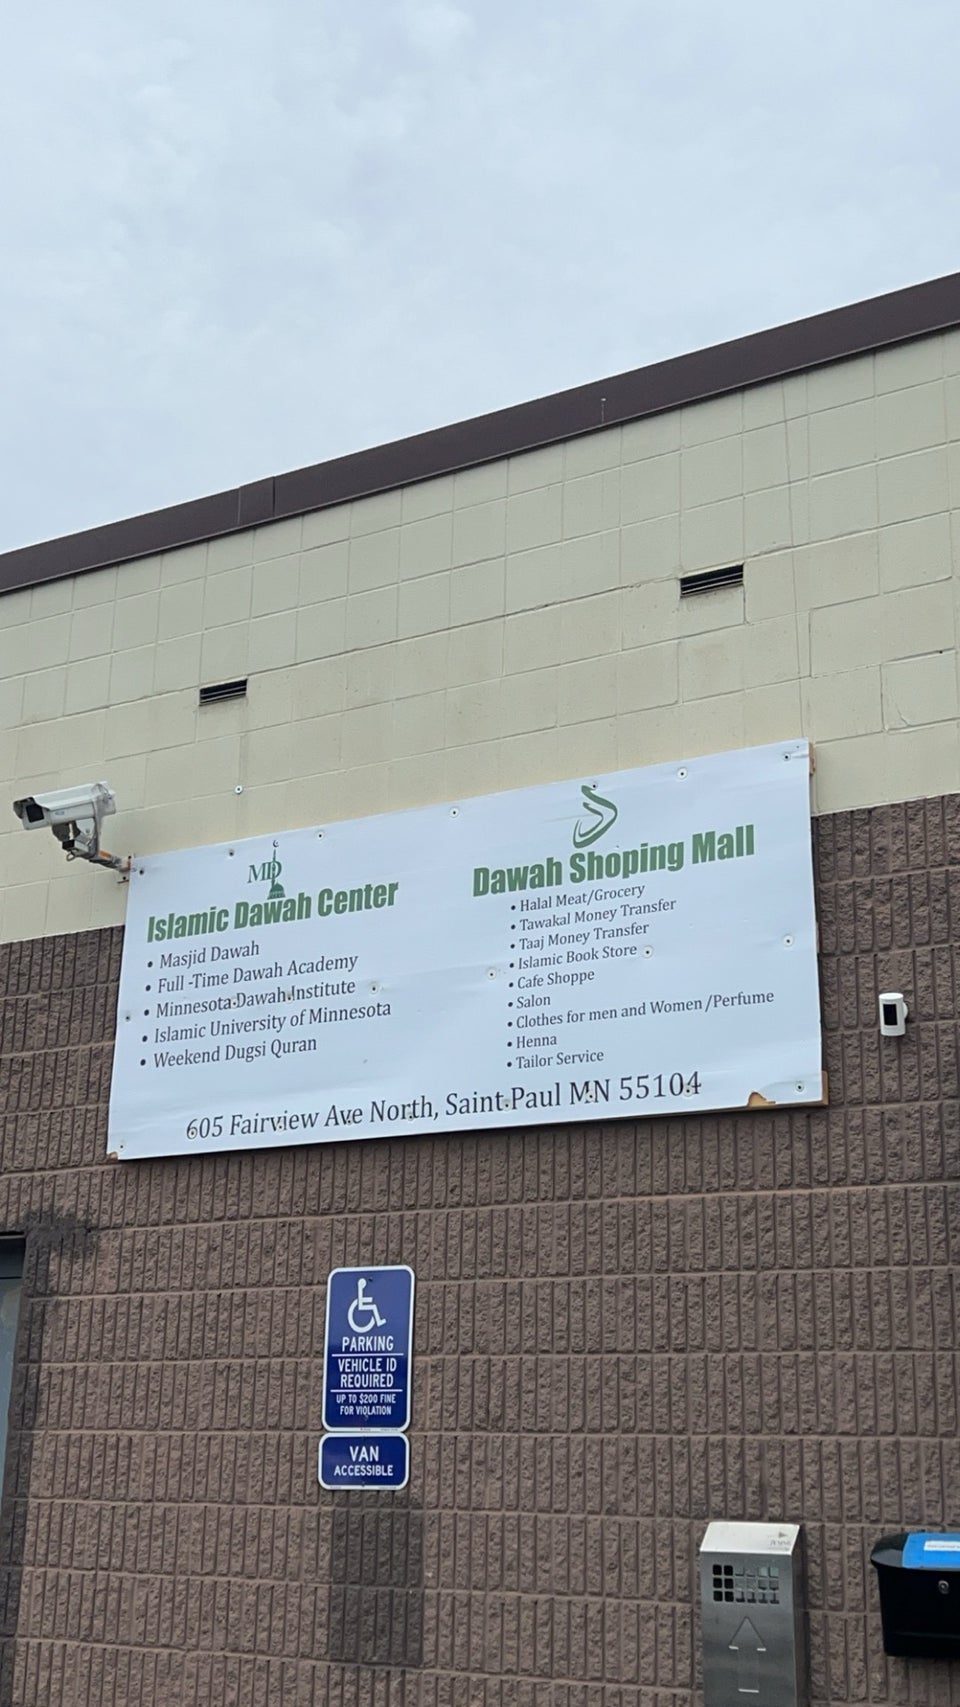 MD
Islamic Dawah Center
• Masjid Dawah
• Full -Time Dawah Academy
• Minnesota Dawah Institute
• Islamic University of Minnesota
• Weekend Dugsi Quran
Dawah Shoping Mall
• Halal Meat/Grocery
• Tawakal Money Transfer
• Taaj Money Transfer
• Islamic Book Store
• Cafe Shoppe
• Salon
• Clothes for men and Women /Perfume
• Henna
• Tailor Service
605 Fairview Ave North, Saint Paul MN 55104
PARKING
VEHICLE ID
REQUIRED
UP TO $200 FINE
FOR VIOLATION
VAN
ACCESSIBLE